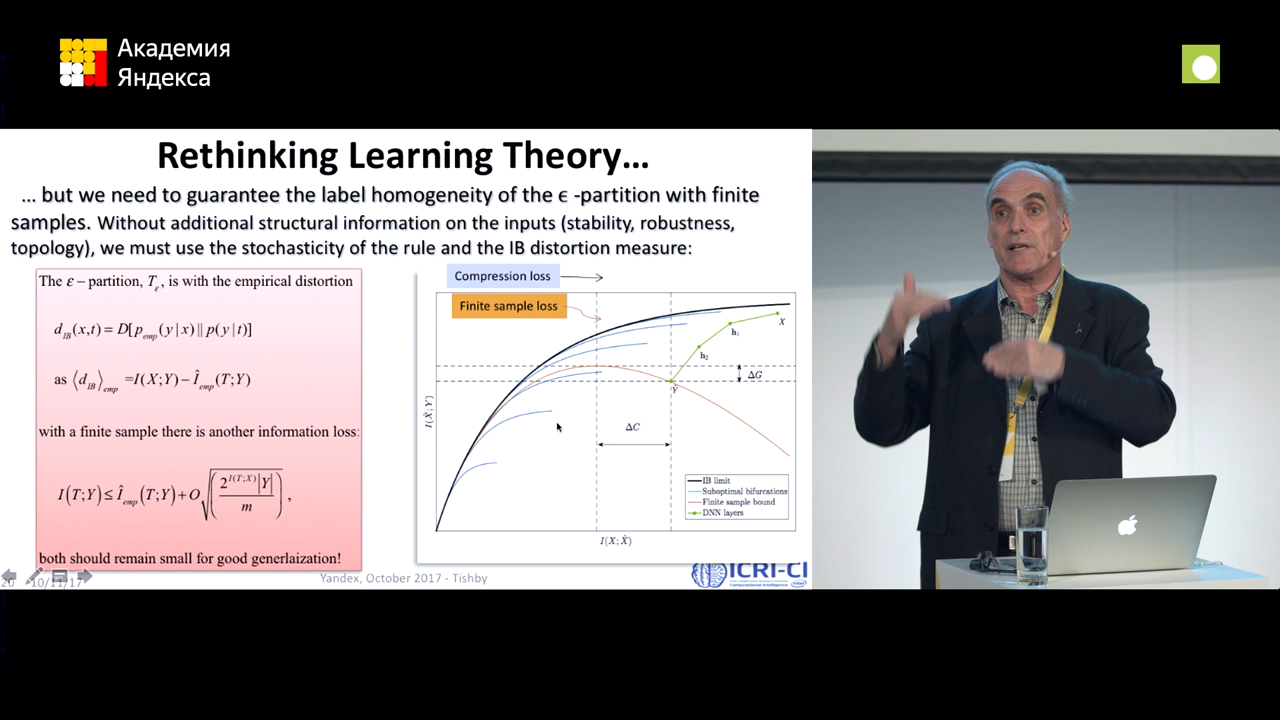 Академия
Яндекса
Rethinking Learning Theory…
… but we need to guarantee the label homogeneity of the ϵ -partition with finite
samples. Without additional structural information on the inputs (stability, robustness,
topology), we must use the stochasticity of the rule and the IB distortion measure:
The ε – partition, T_ε, is with the empirical distortion
d_IB(x,t) = D[p_emp(y | x) || p(y | t)]
as ⟨d_IB⟩_emp =I(X;Y)−Î_emp(T;Y)
with a finite sample there is another information loss:
I(T;Y) ≤ Î_emp(T;Y)+O√(2^I(T;X)|Y| / m) ,
both should remain small for good generlaization!
Compression loss
Finite sample loss
X
h₁
h₂
Ŷ
ΔG
ΔC
I(X̂;Y)
I(X;X̂)
IB limit
Suboptimal bifurcations
Finite sample bound
DNN layers
20 10/11/17
Yandex, October 2017 - Tishby
ICRI-CI